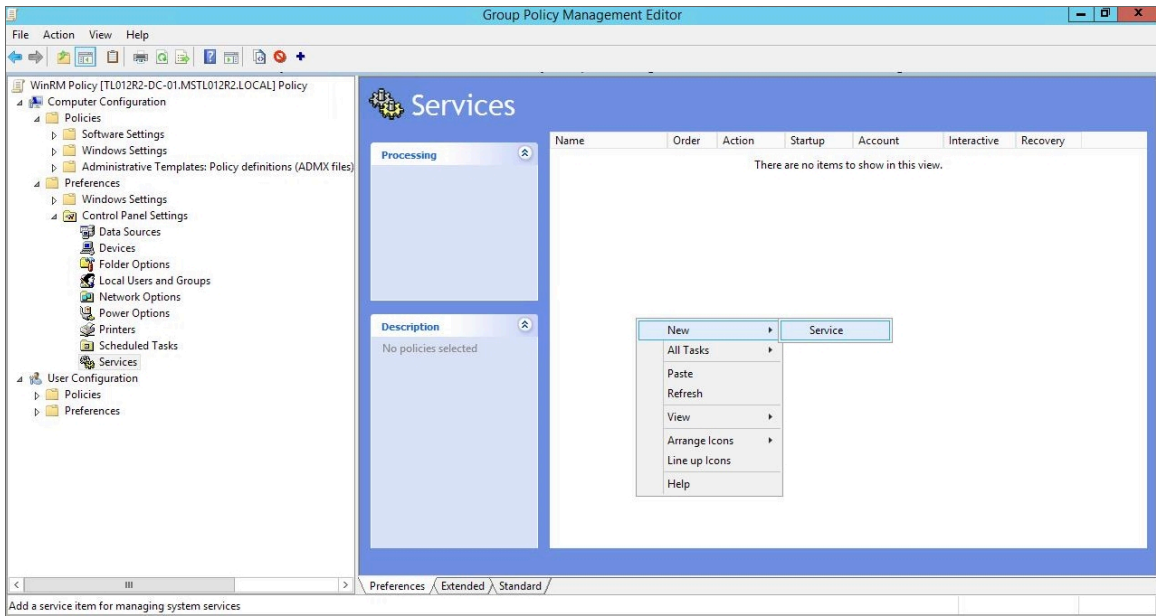 Group Policy Management Editor
File Action View Help
WinRM Policy [TL012R2-DC-01.MSTL012R2.LOCAL] Policy
Computer Configuration
Policies
Software Settings
Windows Settings
Administrative Templates: Policy definitions (ADMX files)
Preferences
Windows Settings
Control Panel Settings
Data Sources
Devices
Folder Options
Local Users and Groups
Network Options
Power Options
Printers
Scheduled Tasks
Services
User Configuration
Policies
Preferences
Services
Processing
Description
No policies selected
Name Order Action Startup Account Interactive Recovery
There are no items to show in this view.
New Service
All Tasks
Paste
Refresh
View
Arrange Icons
Line up Icons
Help
Preferences Extended Standard
Add a service item for managing system services